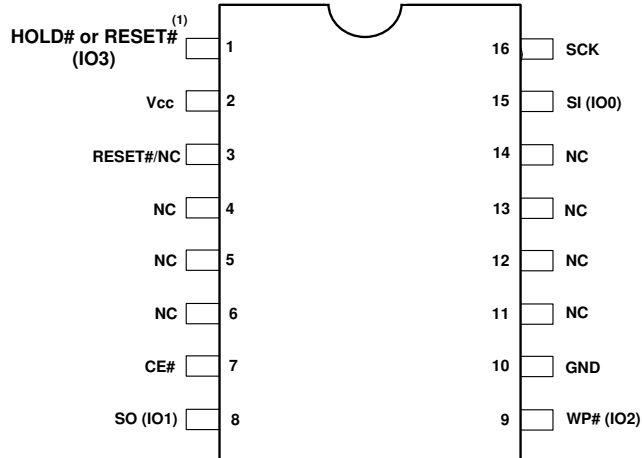 (1)
HOLD# or RESET# 1 16 SCK
(IO3)
Vcc 2 15 SI (IO0)
RESET#/NC 3 14 NC
NC 4 13 NC
NC 5 12 NC
NC 6 11 NC
CE# 7 10 GND
SO (IO1) 8 9 WP# (IO2)